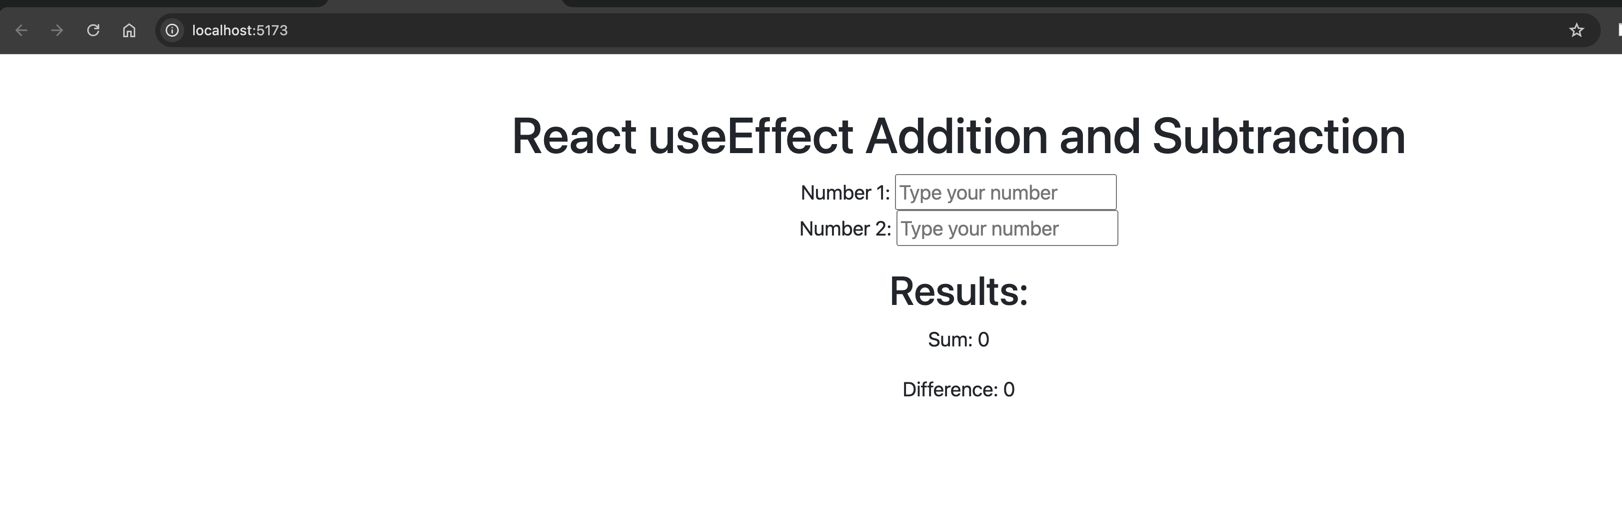 localhost:5173
React useEffect Addition and Subtraction
Number 1: Type your number
Number 2: Type your number
Results:
Sum: 0
Difference: 0